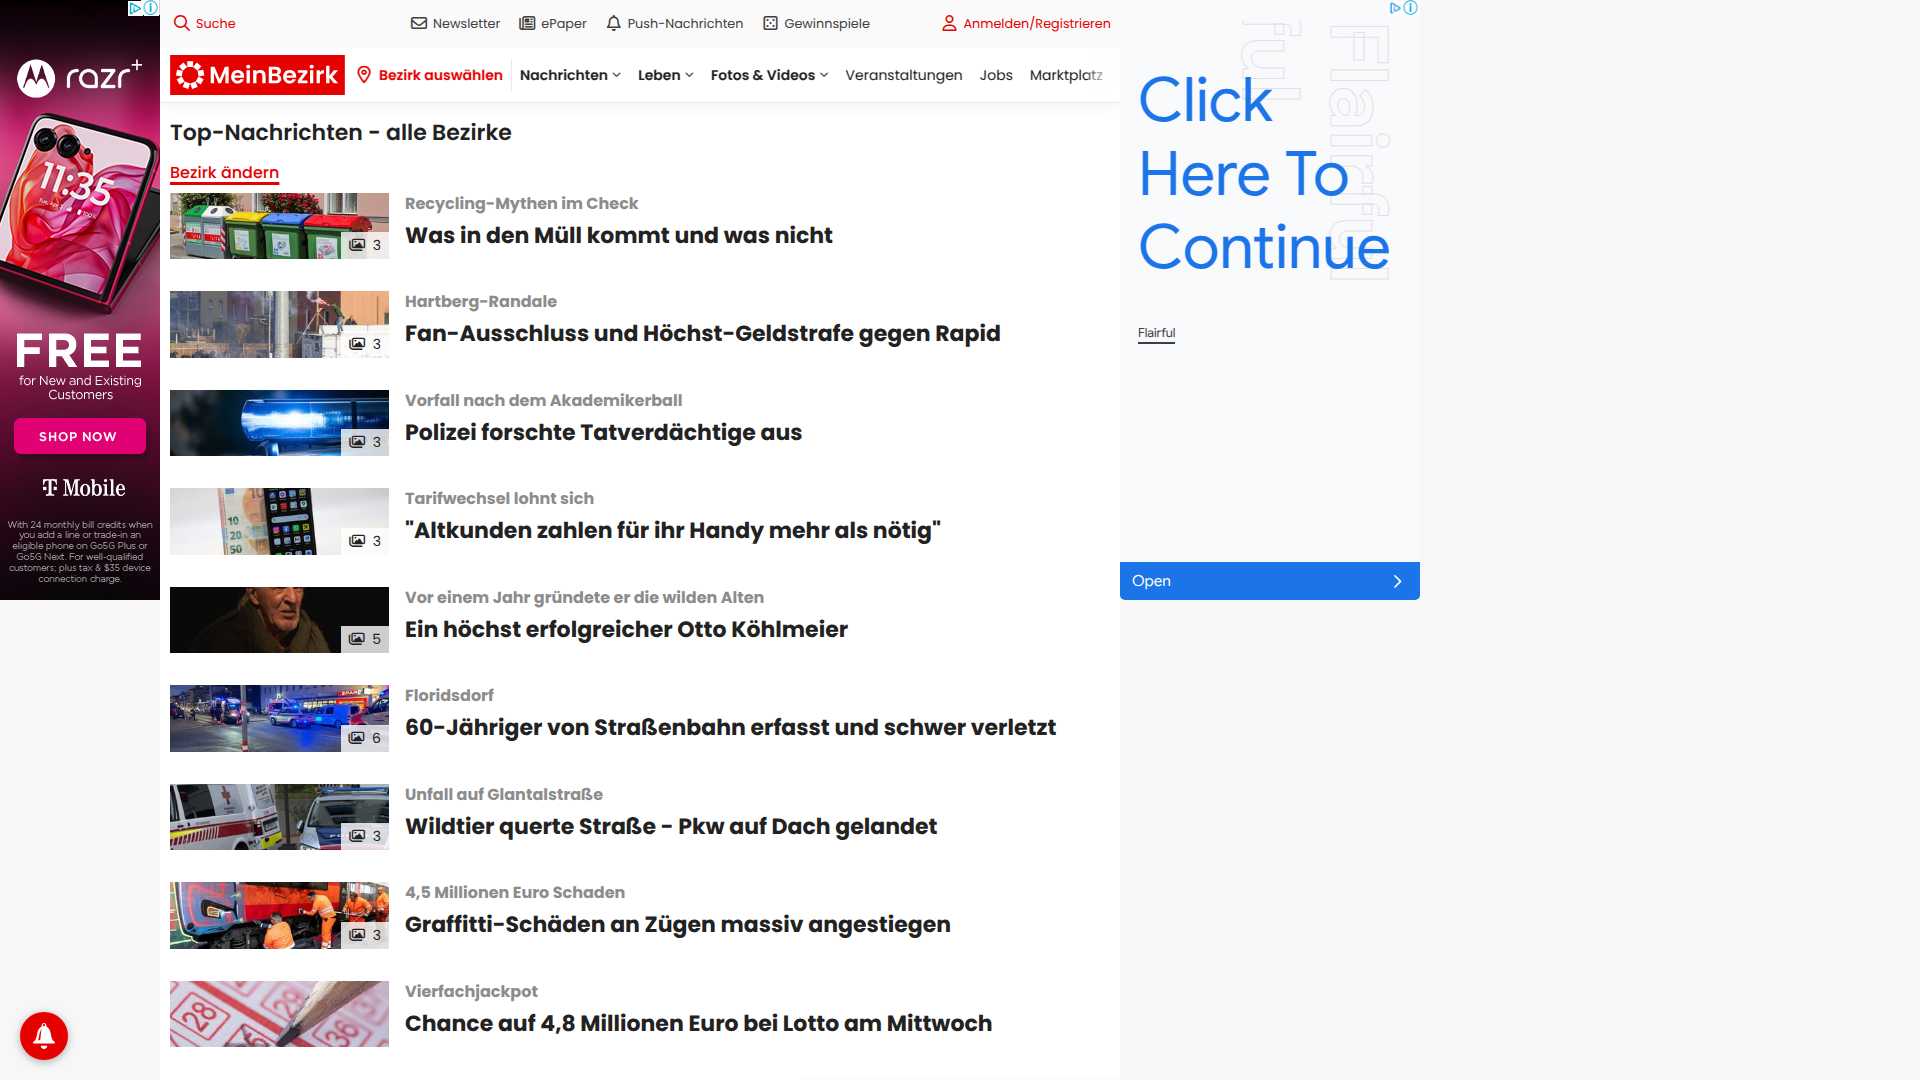 Suche
Newsletter
ePaper
Push-Nachrichten
Gewinnspiele
Anmelden/Registrieren
MeinBezirk
Bezirk auswählen
Nachrichten
Leben
Fotos & Videos
Veranstaltungen
Jobs
Marktplatz
Top-Nachrichten - alle Bezirke
Bezirk ändern
3
Recycling-Mythen im Check
Was in den Müll kommt und was nicht
3
Hartberg-Randale
Fan-Ausschluss und Höchst-Geldstrafe gegen Rapid
3
Vorfall nach dem Akademikerball
Polizei forschte Tatverdächtige aus
10
20
50
3
Tarifwechsel lohnt sich
"Altkunden zahlen für ihr Handy mehr als nötig"
5
Vor einem Jahr gründete er die wilden Alten
Ein höchst erfolgreicher Otto Köhlmeier
6
Floridsdorf
60-Jähriger von Straßenbahn erfasst und schwer verletzt
3
Unfall auf Glantalstraße
Wildtier querte Straße - Pkw auf Dach gelandet
3
4,5 Millionen Euro Schaden
Graffitti-Schäden an Zügen massiv angestiegen
28
29
36
Vierfachjackpot
Chance auf 4,8 Millionen Euro bei Lotto am Mittwoch
razr+
11:35
FREE
for New and Existing
Customers
SHOP NOW
T Mobile
With 24 monthly bill credits when
you add a line or trade-in an
eligible phone on Go5G Plus or
Go5G Next. For well-qualified
customers; plus tax & $35 device
connection charge.
Flairful
Click
Here To
Continue
Flairful
Open